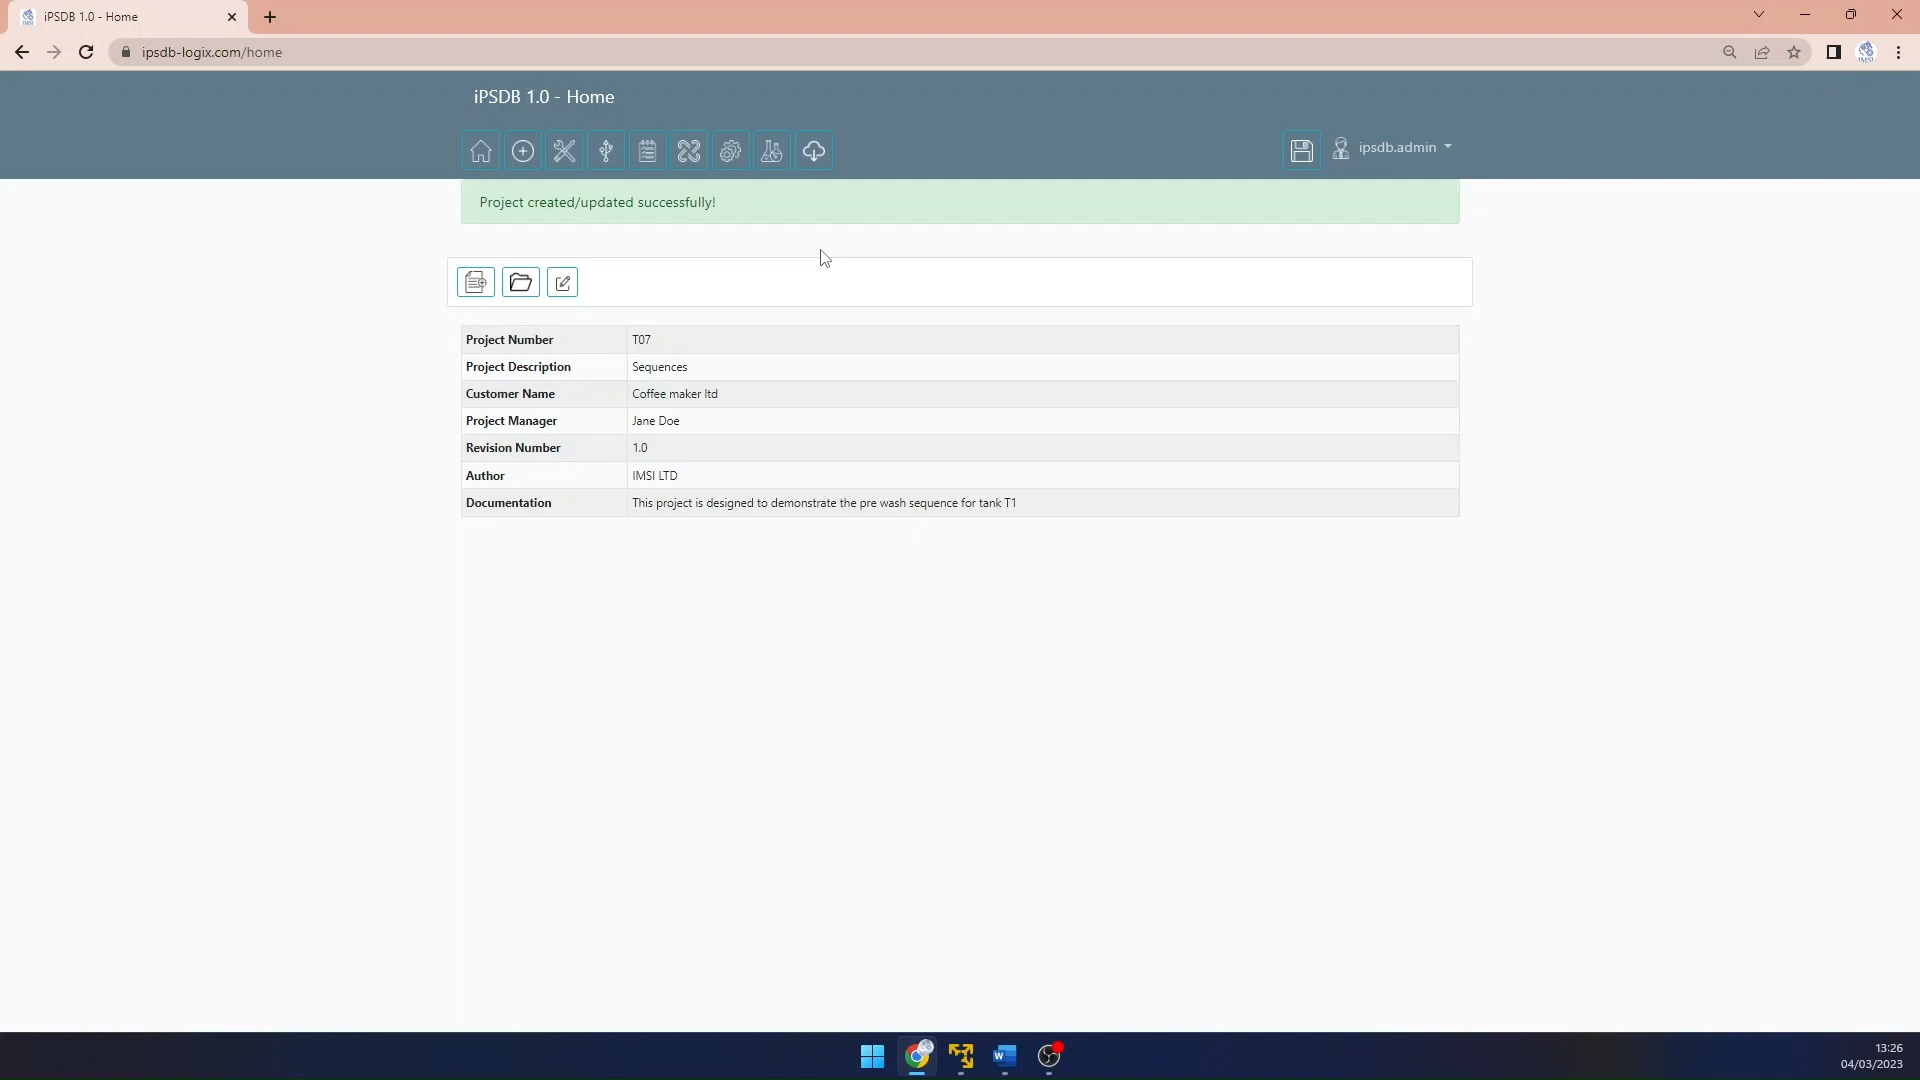 iPSDB 1.0 - Home
ipsdb-logix.com/home
iPSDB 1.0 - Home
ipsdb.admin
Project created/updated successfully!
Project Number T07
Project Description Sequences
Customer Name Coffee maker ltd
Project Manager Jane Doe
Revision Number 1.0
Author IMSI LTD
Documentation This project is designed to demonstrate the pre wash sequence for tank T1
13:26
04/03/2023